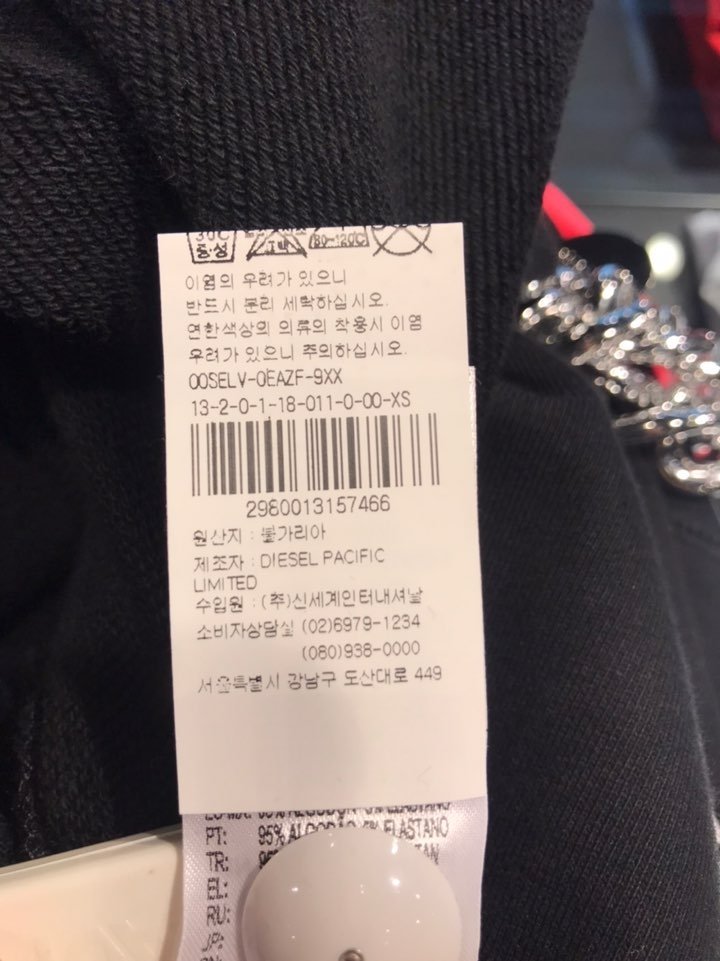 30℃
중성
80-120℃
이염의 우려가 있으니
반드시 분리 세탁하십시오.
연한색상의 의류의 착용시 이염
우려가 있으니 주의하십시오.
00SELV-0EAZF-9XX
13-2-0-1-18-011-0-00-XS
2980013157466
원산지 : 불가리아
제조자 : DIESEL PACIFIC
LIMITED
수입원 : (주)신세계인터내셔날
소비자상담실 (02)6979-1234
(080)938-0000
서울특별시 강남구 도산대로 449
PT: 95% ALGODÃO 5% ELASTANO
TR:
EL:
RU:
JP: